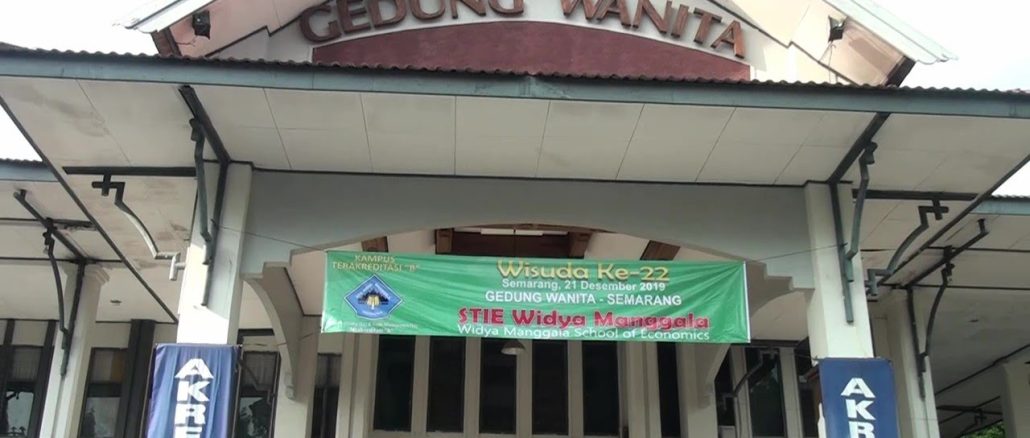 GEDUNG WANITA
KAMPUS
TERAKREDITASI "B"
Wisuda Ke-22
Semarang, 21 Desember 2019
GEDUNG WANITA - SEMARANG
STIE Widya Manggala
Widya Manggala School of Economics
AKRE
AKR